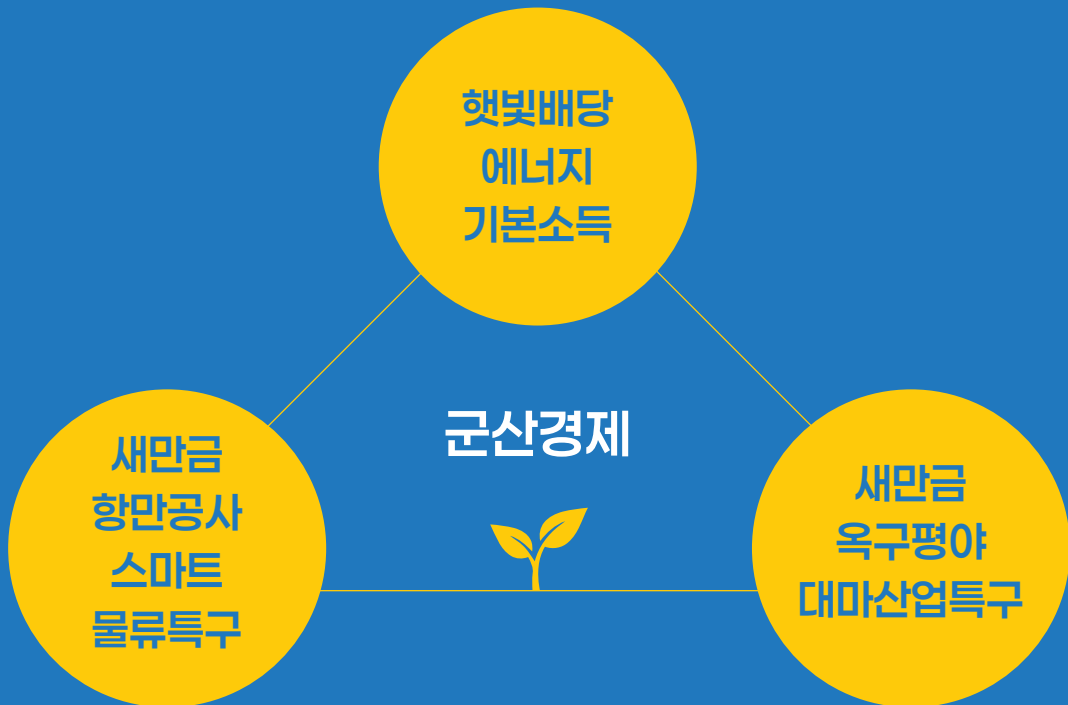 햇빛배당
에너지
기본소득
군산경제
새만금
항만공사
스마트
물류특구
새만금
옥구평야
대마산업특구